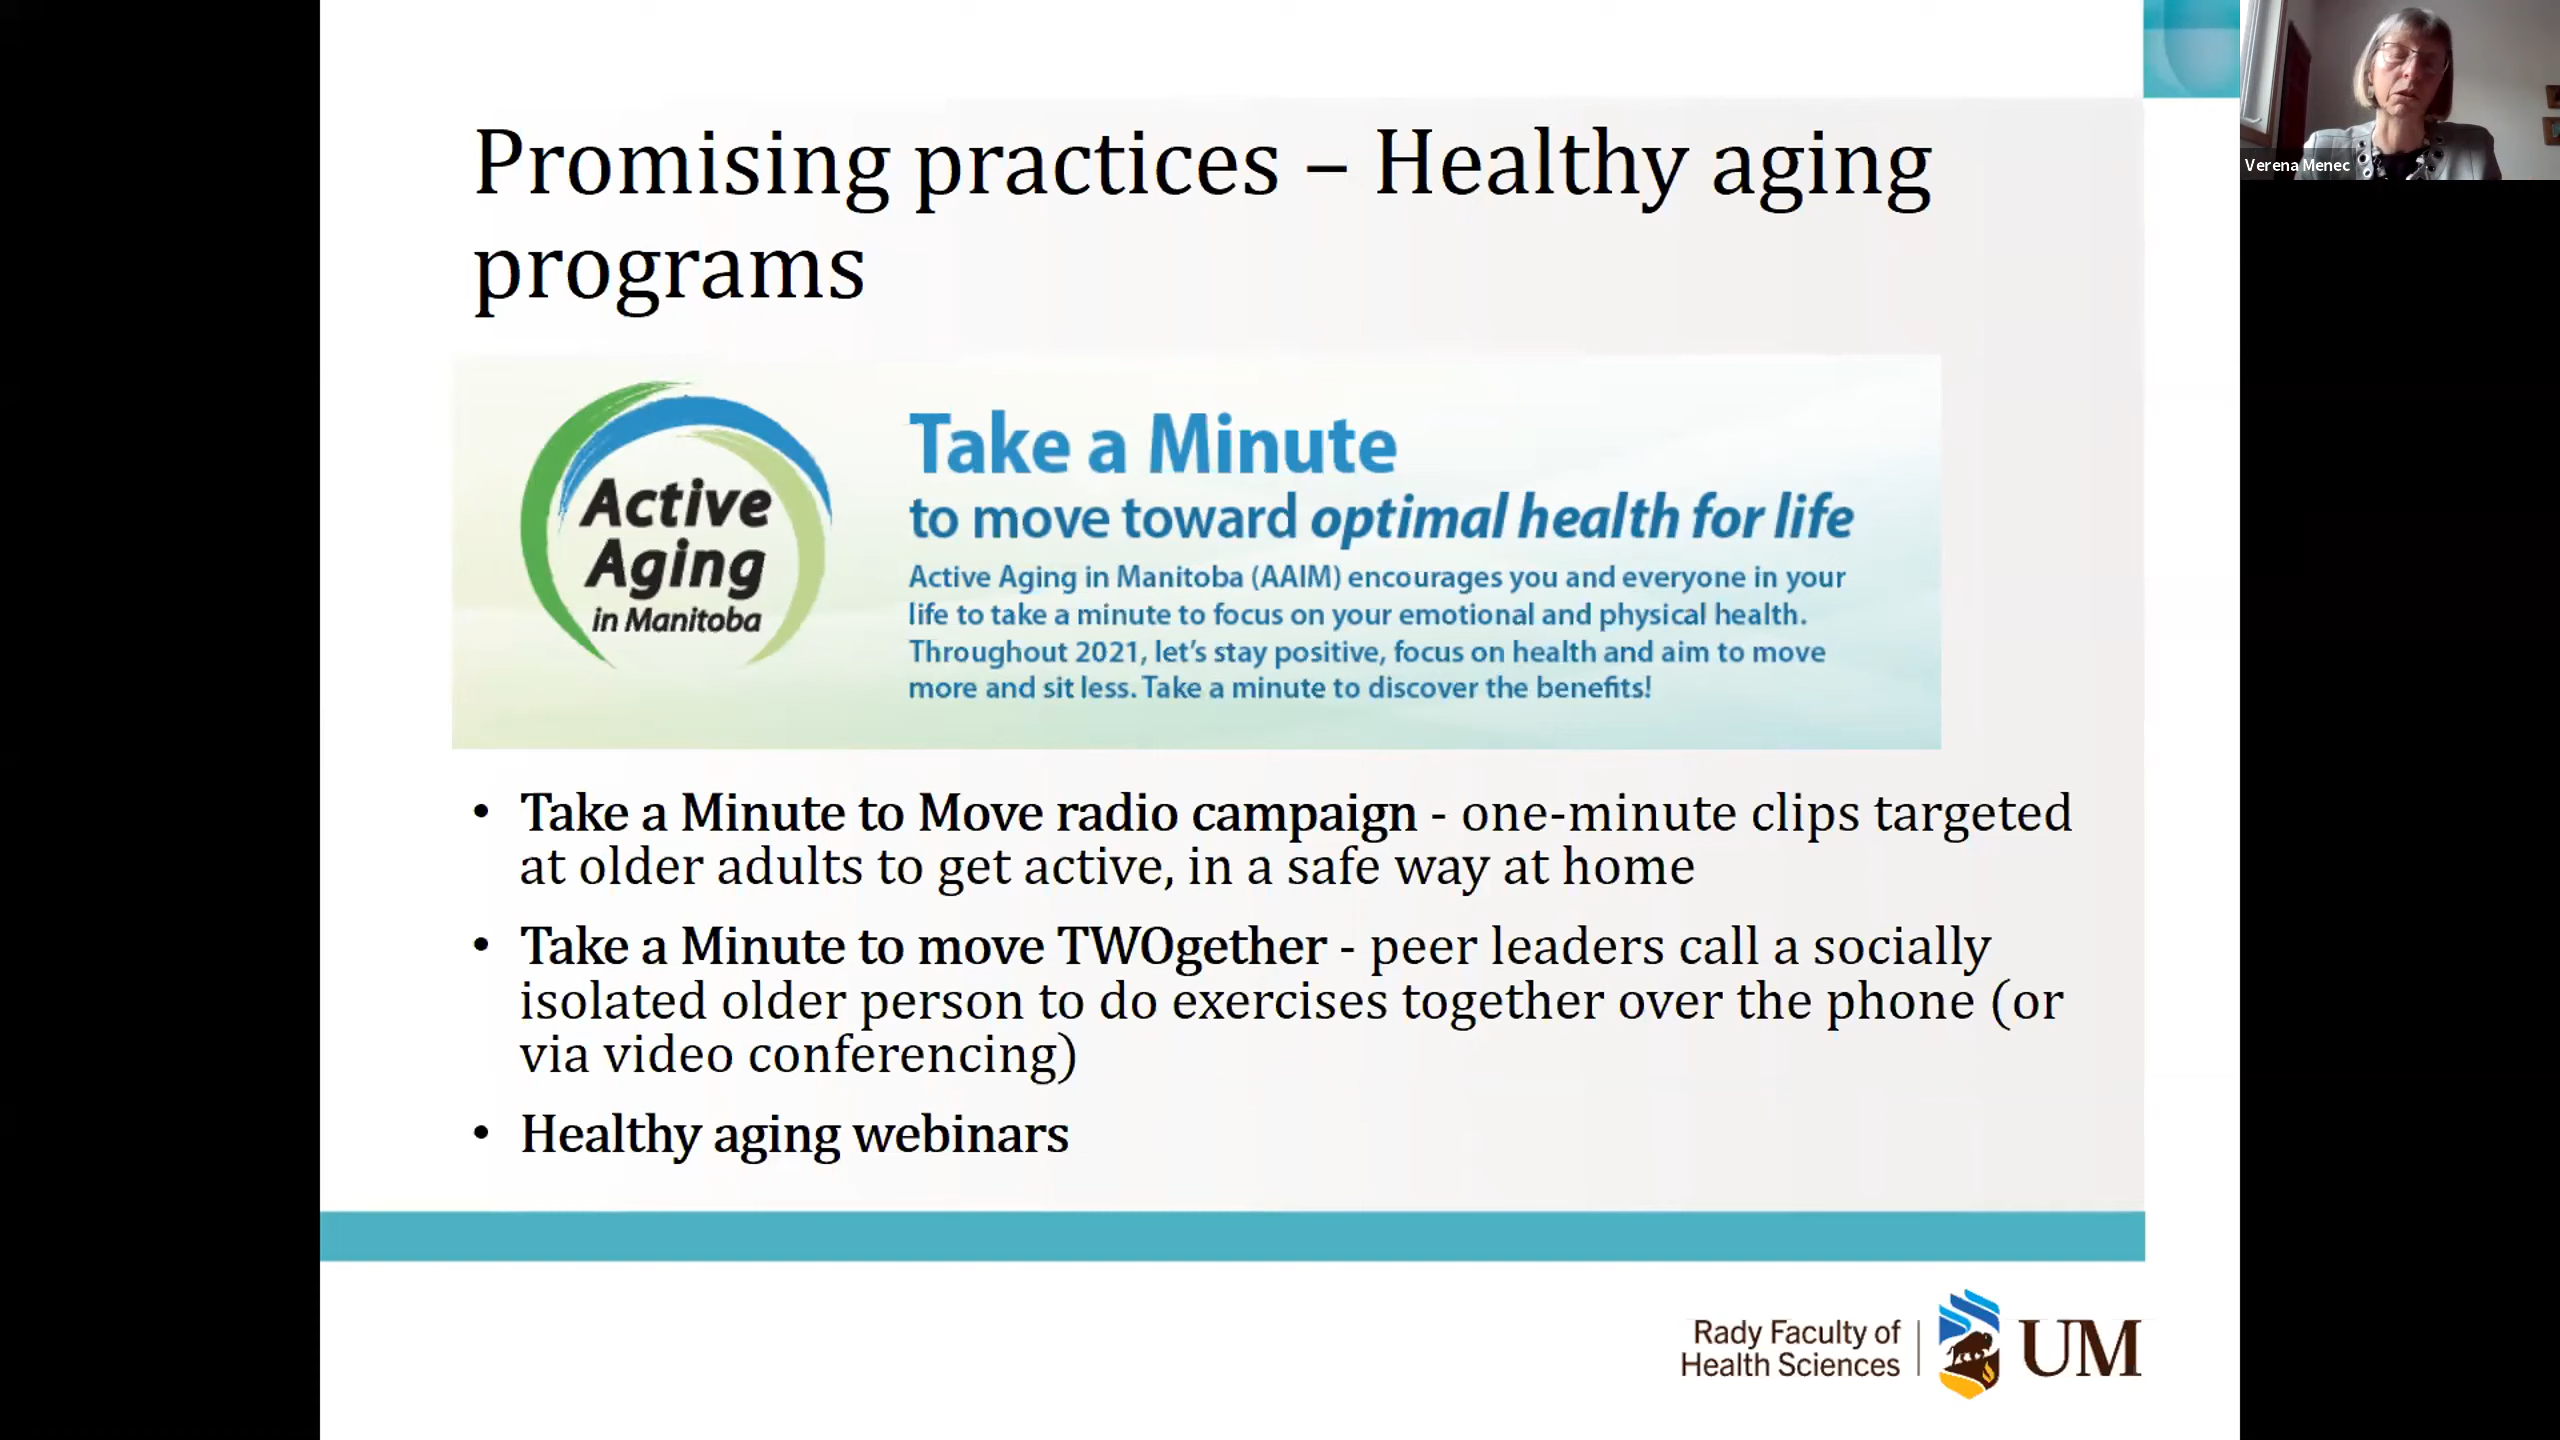 Promising practices – Healthy aging
programs
Active
Aging
in Manitoba
Take a Minute
to move toward optimal health for life
Active Aging in Manitoba (AAIM) encourages you and everyone in your
life to take a minute to focus on your emotional and physical health.
Throughout 2021, let's stay positive, focus on health and aim to move
more and sit less. Take a minute to discover the benefits!
• Take a Minute to Move radio campaign - one-minute clips targeted
at older adults to get active, in a safe way at home
• Take a Minute to move TWOgether - peer leaders call a socially
isolated older person to do exercises together over the phone (or
via video conferencing)
• Healthy aging webinars
Rady Faculty of
Health Sciences
UM
Verena Menec